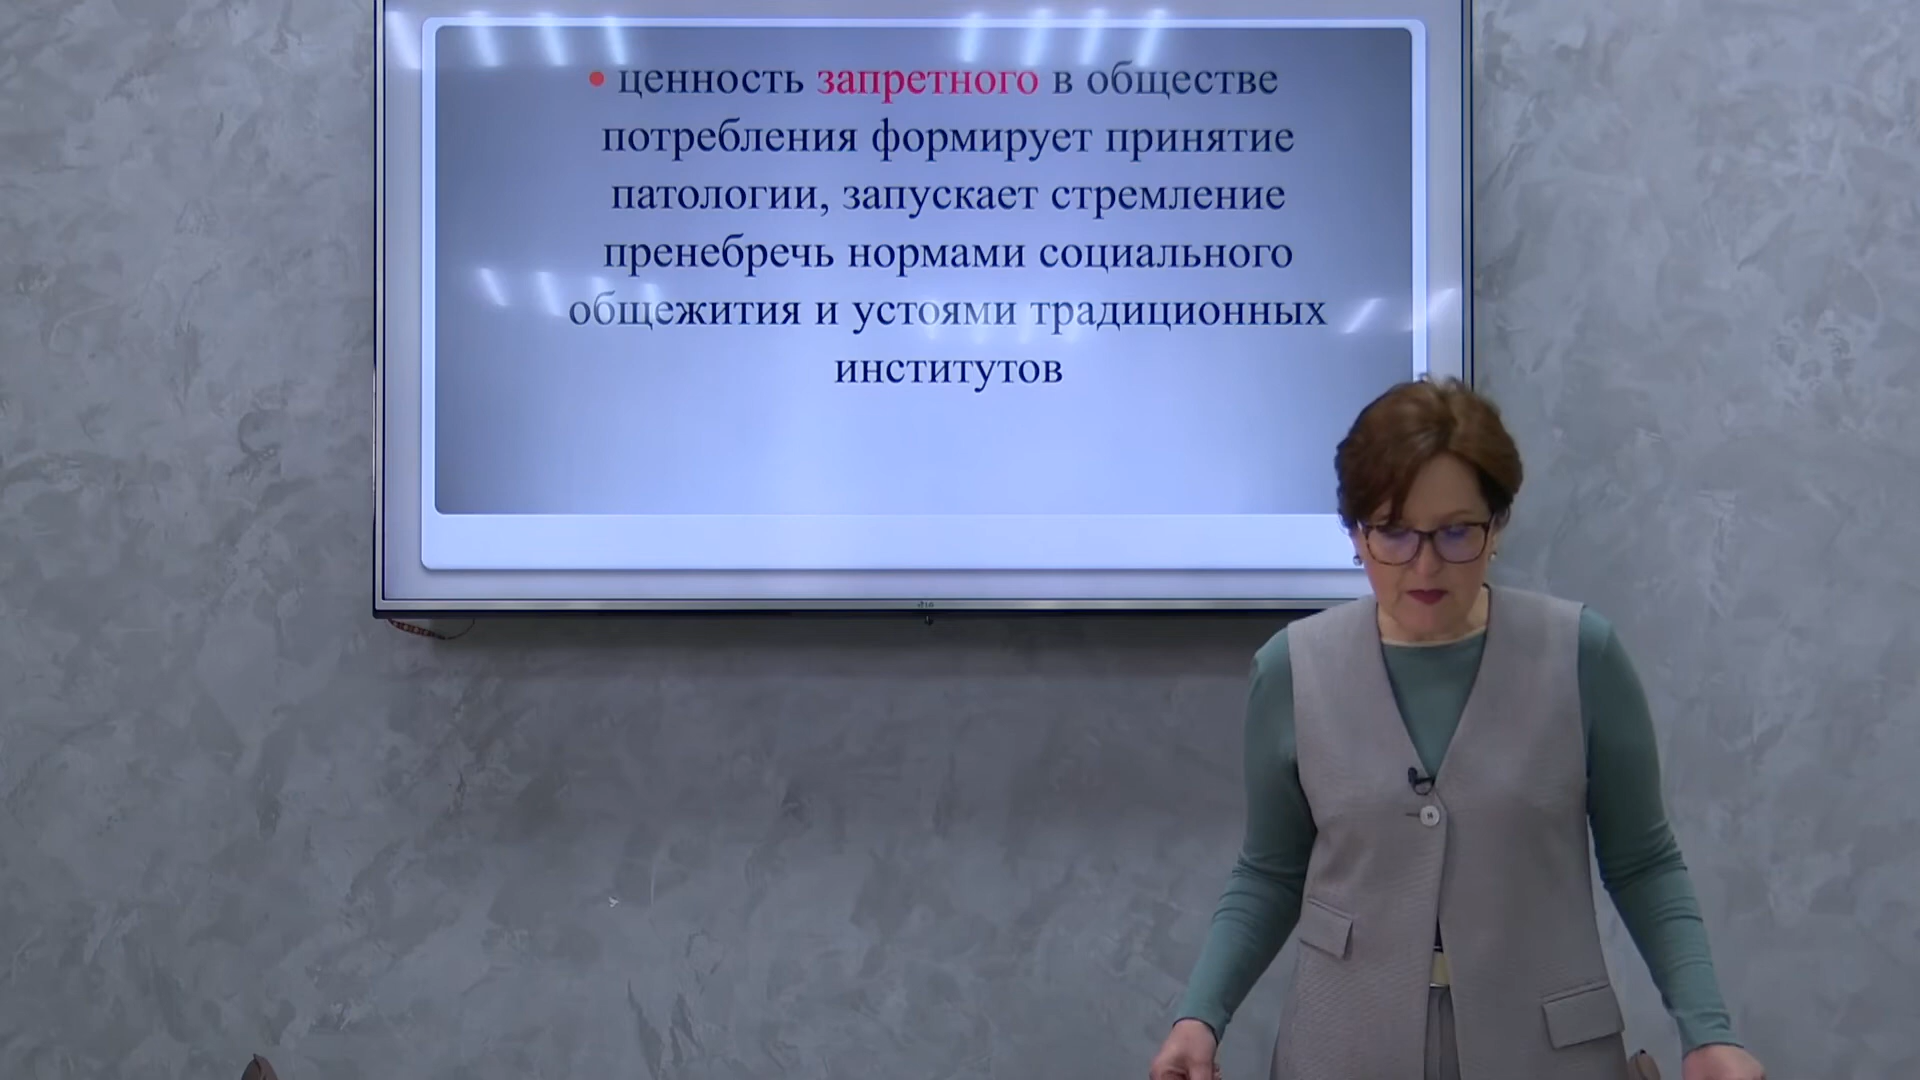 • ценность запретного в обществе
потребления формирует принятие
патологии, запускает стремление
пренебречь нормами социального
общежития и устоями традиционных
институтов